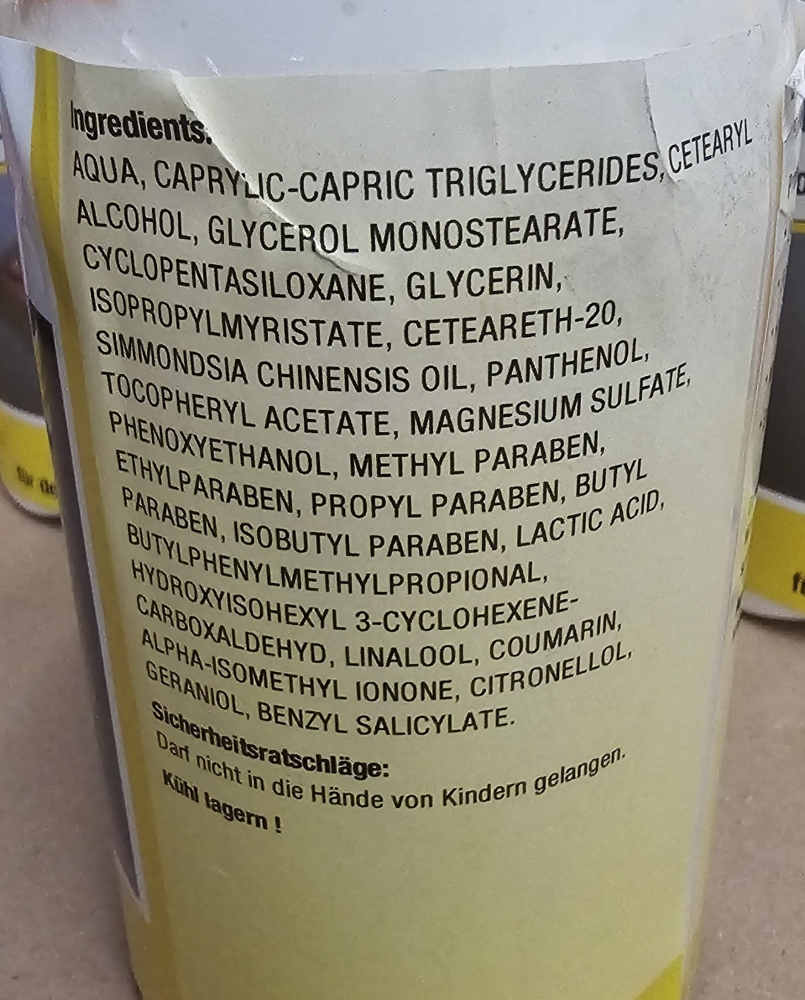 Ingredients:
AQUA, CAPRYLIC-CAPRIC TRIGLYCERIDES, CETEARYL
ALCOHOL, GLYCEROL MONOSTEARATE,
CYCLOPENTASILOXANE, GLYCERIN,
ISOPROPYLMYRISTATE, CETEARETH-20,
SIMMONDSIA CHINENSIS OIL, PANTHENOL,
TOCOPHERYL ACETATE, MAGNESIUM SULFATE,
PHENOXYETHANOL, METHYL PARABEN,
ETHYLPARABEN, PROPYL PARABEN, BUTYL
PARABEN, ISOBUTYL PARABEN, LACTIC ACID,
BUTYLPHENYLMETHYLPROPIONAL,
HYDROXYISOHEXYL 3-CYCLOHEXENE-
CARBOXALDEHYD, LINALOOL, COUMARIN,
ALPHA-ISOMETHYL IONONE, CITRONELLOL,
GERANIOL, BENZYL SALICYLATE.
Sicherheitsratschläge:
Darf nicht in die Hände von Kindern gelangen.
Kühl lagern !
für